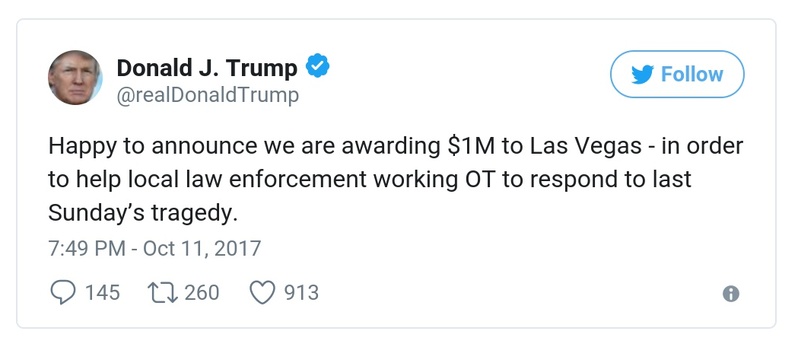 Donald J. Trump
@realDonaldTrump
Follow
Happy to announce we are awarding $1M to Las Vegas - in order
to help local law enforcement working OT to respond to last
Sunday’s tragedy.
7:49 PM - Oct 11, 2017
145 260 913